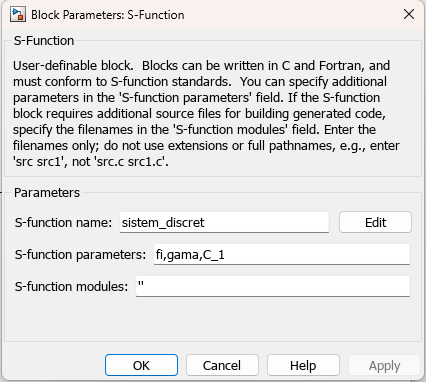 Block Parameters: S-Function
S-Function
User-definable block.  Blocks can be written in C and Fortran, and
must conform to S-function standards.  You can specify additional
parameters in the 'S-function parameters' field. If the S-function
block requires additional source files for building generated code,
specify the filenames in the 'S-function modules' field. Enter the
filenames only; do not use extensions or full pathnames, e.g., enter
'src src1', not 'src.c src1.c'.
Parameters
S-function name: sistem_discret Edit
S-function parameters: fi,gama,C_1
S-function modules: ''
OK Cancel Help Apply